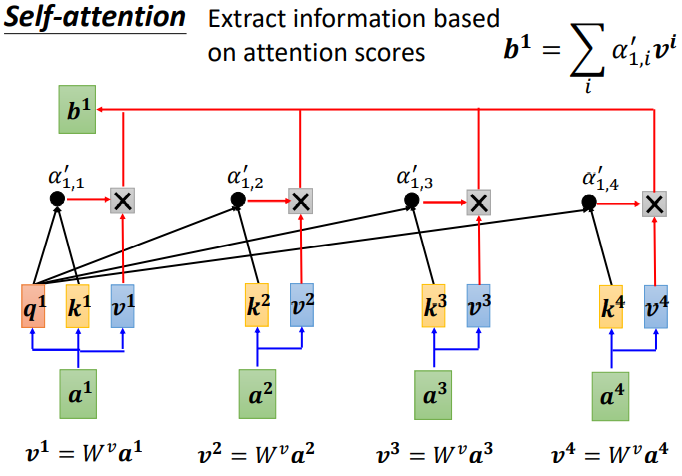 Self-attention Extract information based
on attention scores
b¹ = ∑ α′₁,ᵢvⁱ
i
b¹
α′₁,₁ α′₁,₂ α′₁,₃ α′₁,₄
× × × ×
q¹ k¹ v¹ k² v² k³ v³ k⁴ v⁴
a¹ a² a³ a⁴
v¹ = Wᵛa¹ v² = Wᵛa² v³ = Wᵛa³ v⁴ = Wᵛa⁴